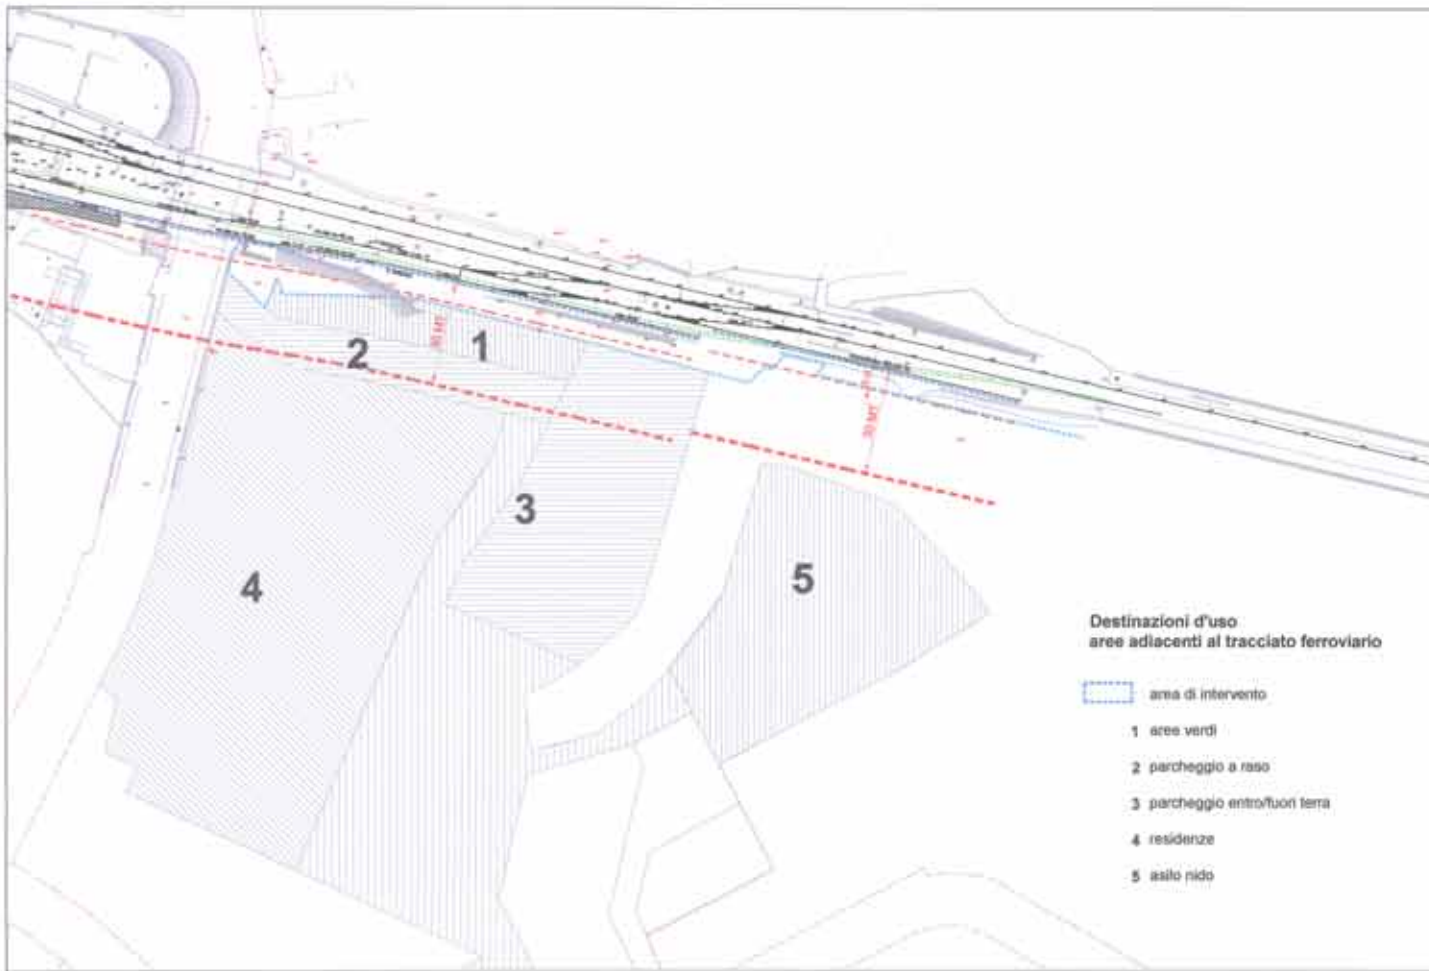 1
2
30 MT
30 MT
3
4
5
Destinazioni d'uso
aree adiacenti al tracciato ferroviario
area di intervento
1 aree verdi
2 parcheggio a raso
3 parcheggio entro/fuori terra
4 residenze
5 asilo nido